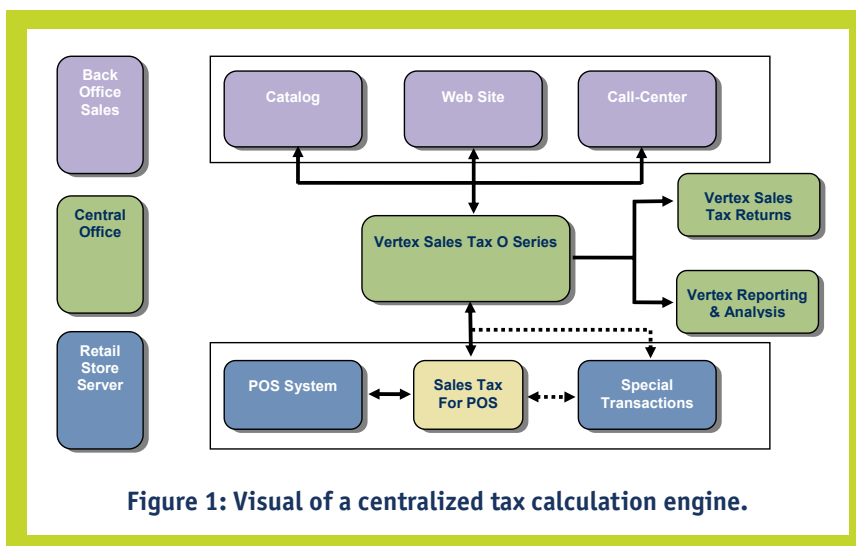 Back
Office
Sales
Catalog
Web Site
Call-Center
Central
Office
Vertex Sales Tax O Series
Vertex Sales
Tax Returns
Vertex Reporting
& Analysis
Retail
Store
Server
POS System
Sales Tax
For POS
Special
Transactions
Figure 1: Visual of a centralized tax calculation engine.